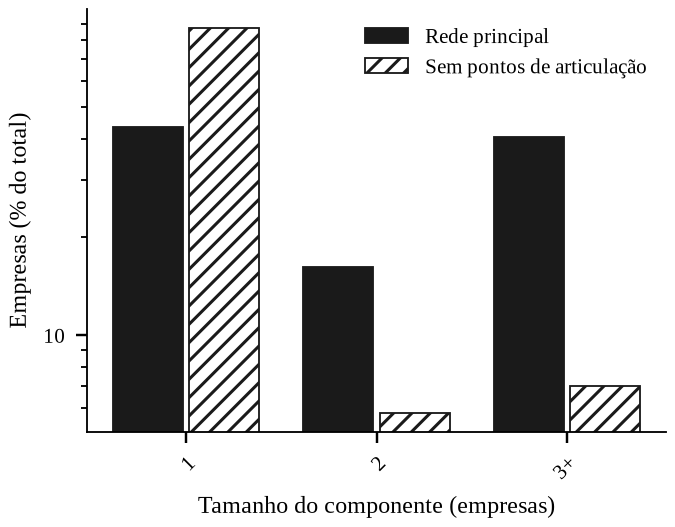 Rede principal
Sem pontos de articulação
Empresas (% do total)
10
1
2
3+
Tamanho do componente (empresas)